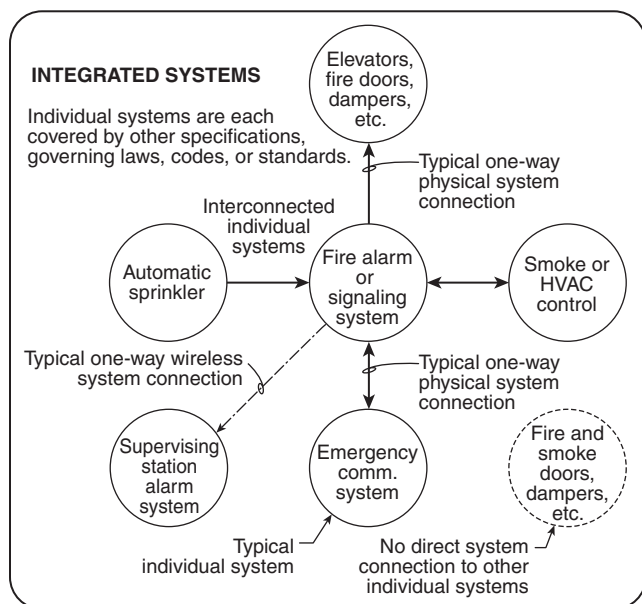 INTEGRATED SYSTEMS
Individual systems are each
covered by other specifications,
governing laws, codes, or standards.
Elevators,
fire doors,
dampers,
etc.
Typical one-way
physical system
connection
Interconnected
individual
systems
Automatic
sprinkler
Fire alarm
or
signaling
system
Smoke or
HVAC
control
Typical one-way wireless
system connection
Typical one-way
physical system
connection
Supervising
station
alarm
system
Emergency
comm.
system
Fire and
smoke
doors,
dampers,
etc.
Typical
individual system
No direct system
connection to other
individual systems